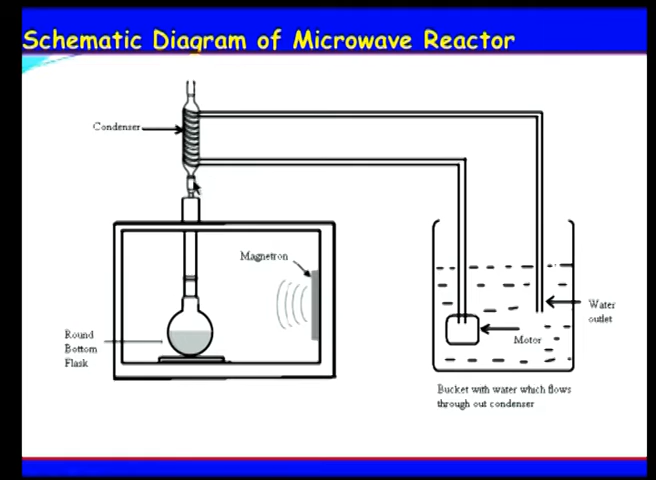 Schematic Diagram of Microwave Reactor
Condenser
Magnetron
Round
Bottom
Flask
Water
outlet
Motor
Bucket with water which flows
through out condenser